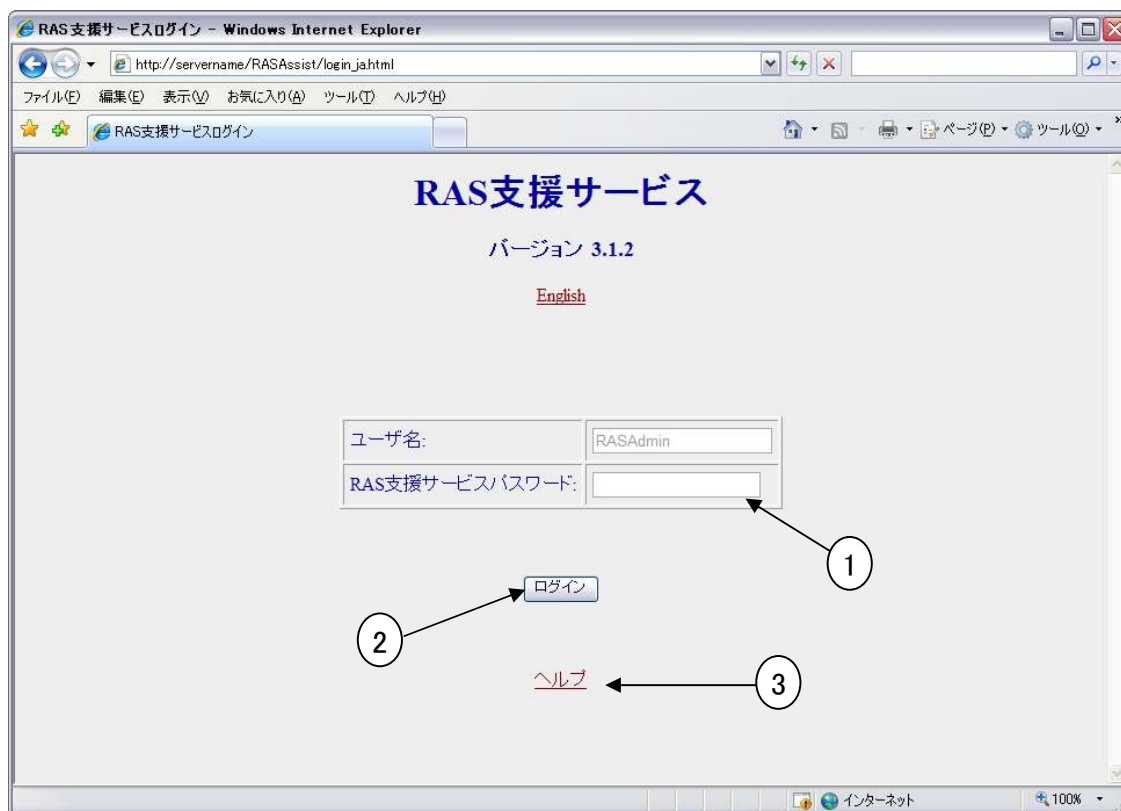 RAS支援サービスログイン - Windows Internet Explorer
http://servername/RASAssist/login_ja.html
ファイル(F) 編集(E) 表示(V) お気に入り(A) ツール(T) ヘルプ(H)
RAS支援サービスログイン
ページ(P) ツール(O)
RAS支援サービス
バージョン 3.1.2
English
ユーザ名: RASAdmin
RAS支援サービスパスワード:
1
ログイン
2
ヘルプ
3
インターネット 100%